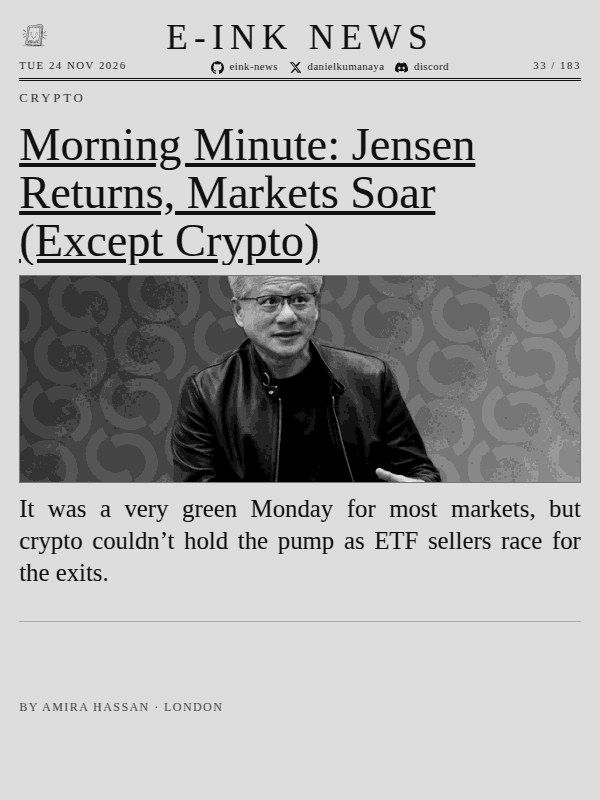 E-INK NEWS
TUE 24 NOV 2026
eink-news danielkumanaya discord
33 / 183
CRYPTO
Morning Minute: Jensen
Returns, Markets Soar
(Except Crypto)
It was a very green Monday for most markets, but
crypto couldn’t hold the pump as ETF sellers race for
the exits.
BY AMIRA HASSAN · LONDON